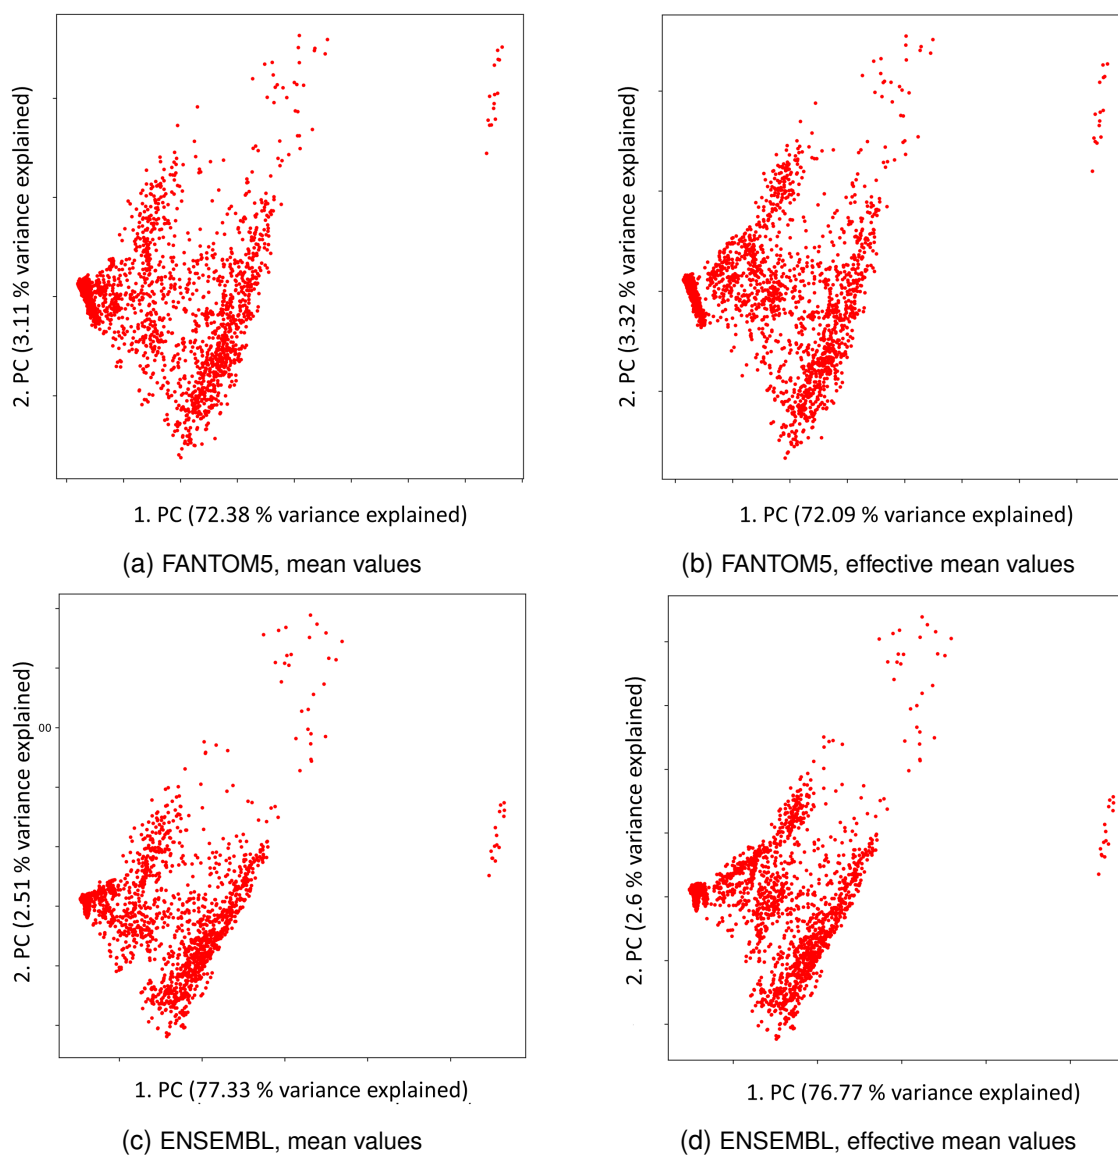 2. PC (3.11 % variance explained)
1. PC (72.38 % variance explained)
(a) FANTOM5, mean values
2. PC (3.32 % variance explained)
1. PC (72.09 % variance explained)
(b) FANTOM5, effective mean values
2. PC (2.51 % variance explained)
00
1. PC (77.33 % variance explained)
(c) ENSEMBL, mean values
2. PC (2.6 % variance explained)
1. PC (76.77 % variance explained)
(d) ENSEMBL, effective mean values